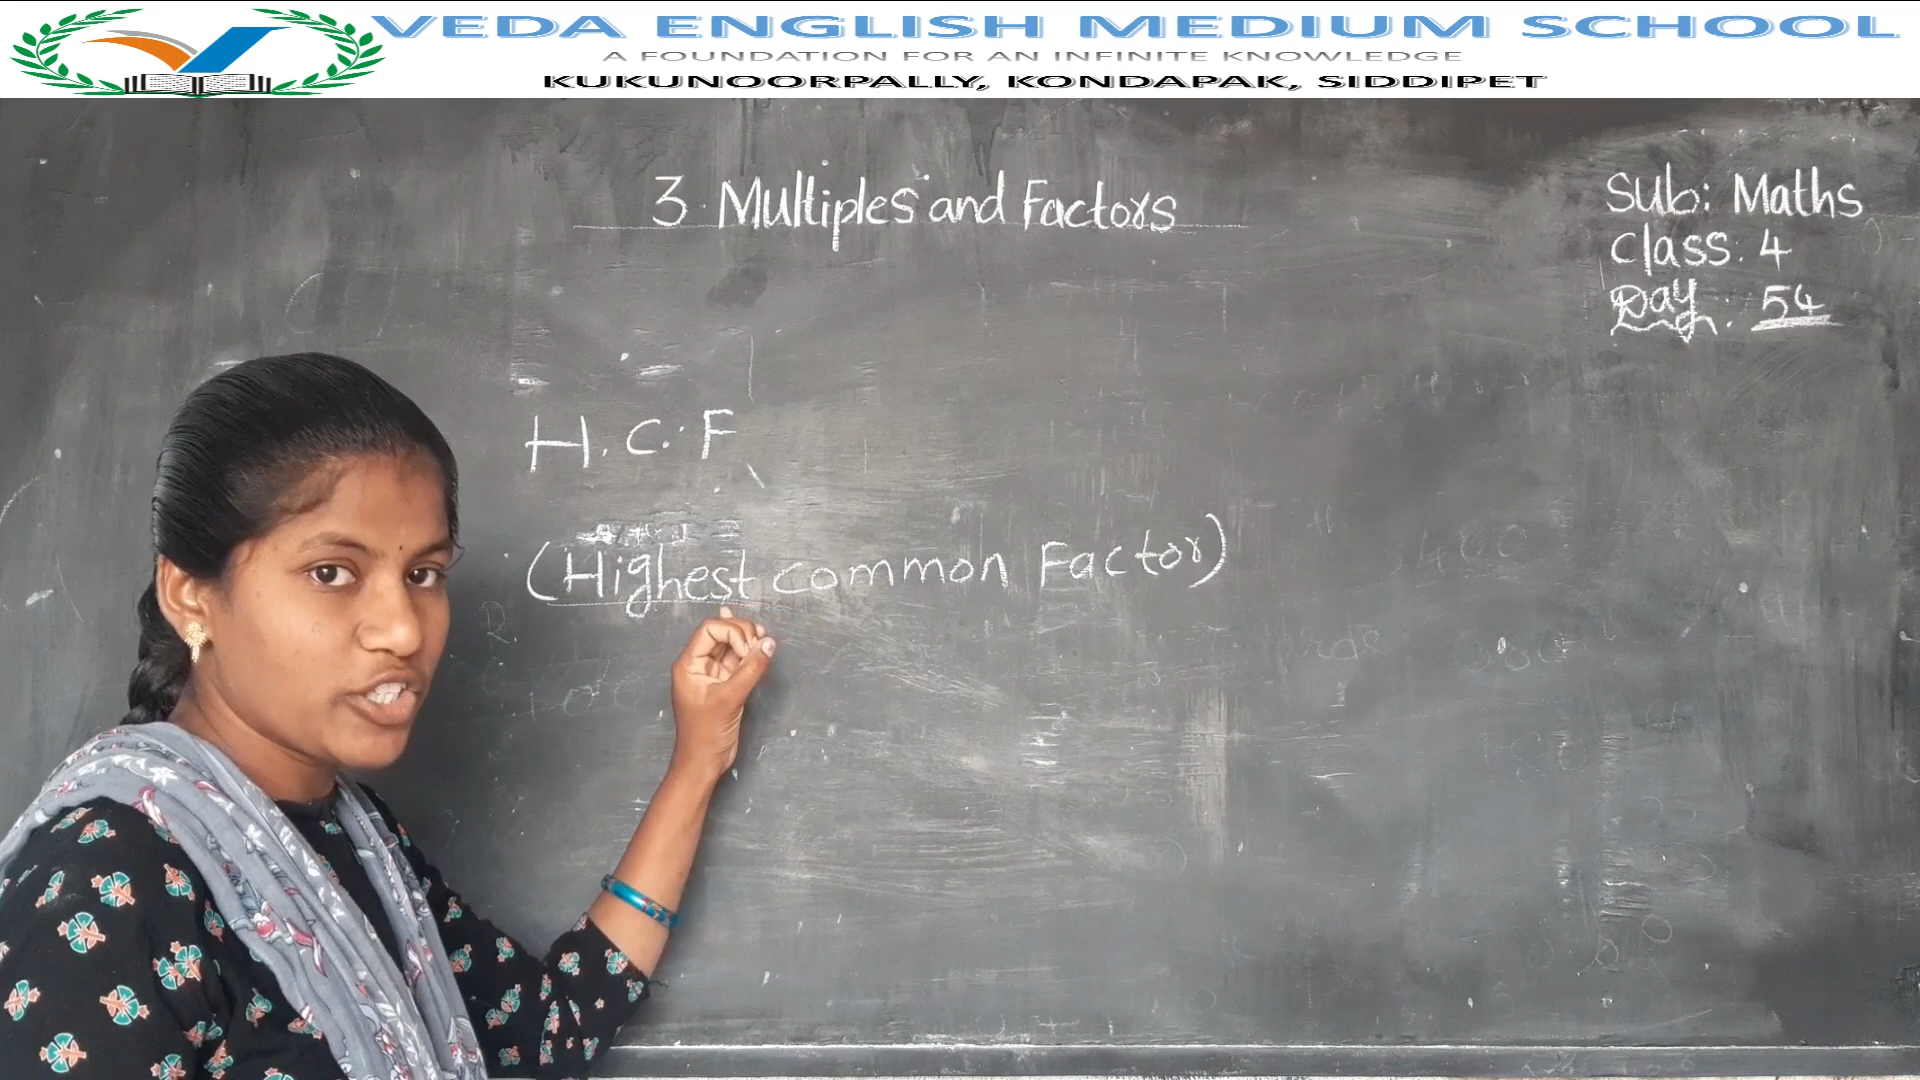 VEDA ENGLISH MEDIUM SCHOOL
A FOUNDATION FOR AN INFINITE KNOWLEDGE
KUKUNOORPALLY, KONDAPAK, SIDDIPET
3. Multiples and Factors
Sub: Maths
Class: 4
Day: 54
H.C.F
(Highest common Factor)